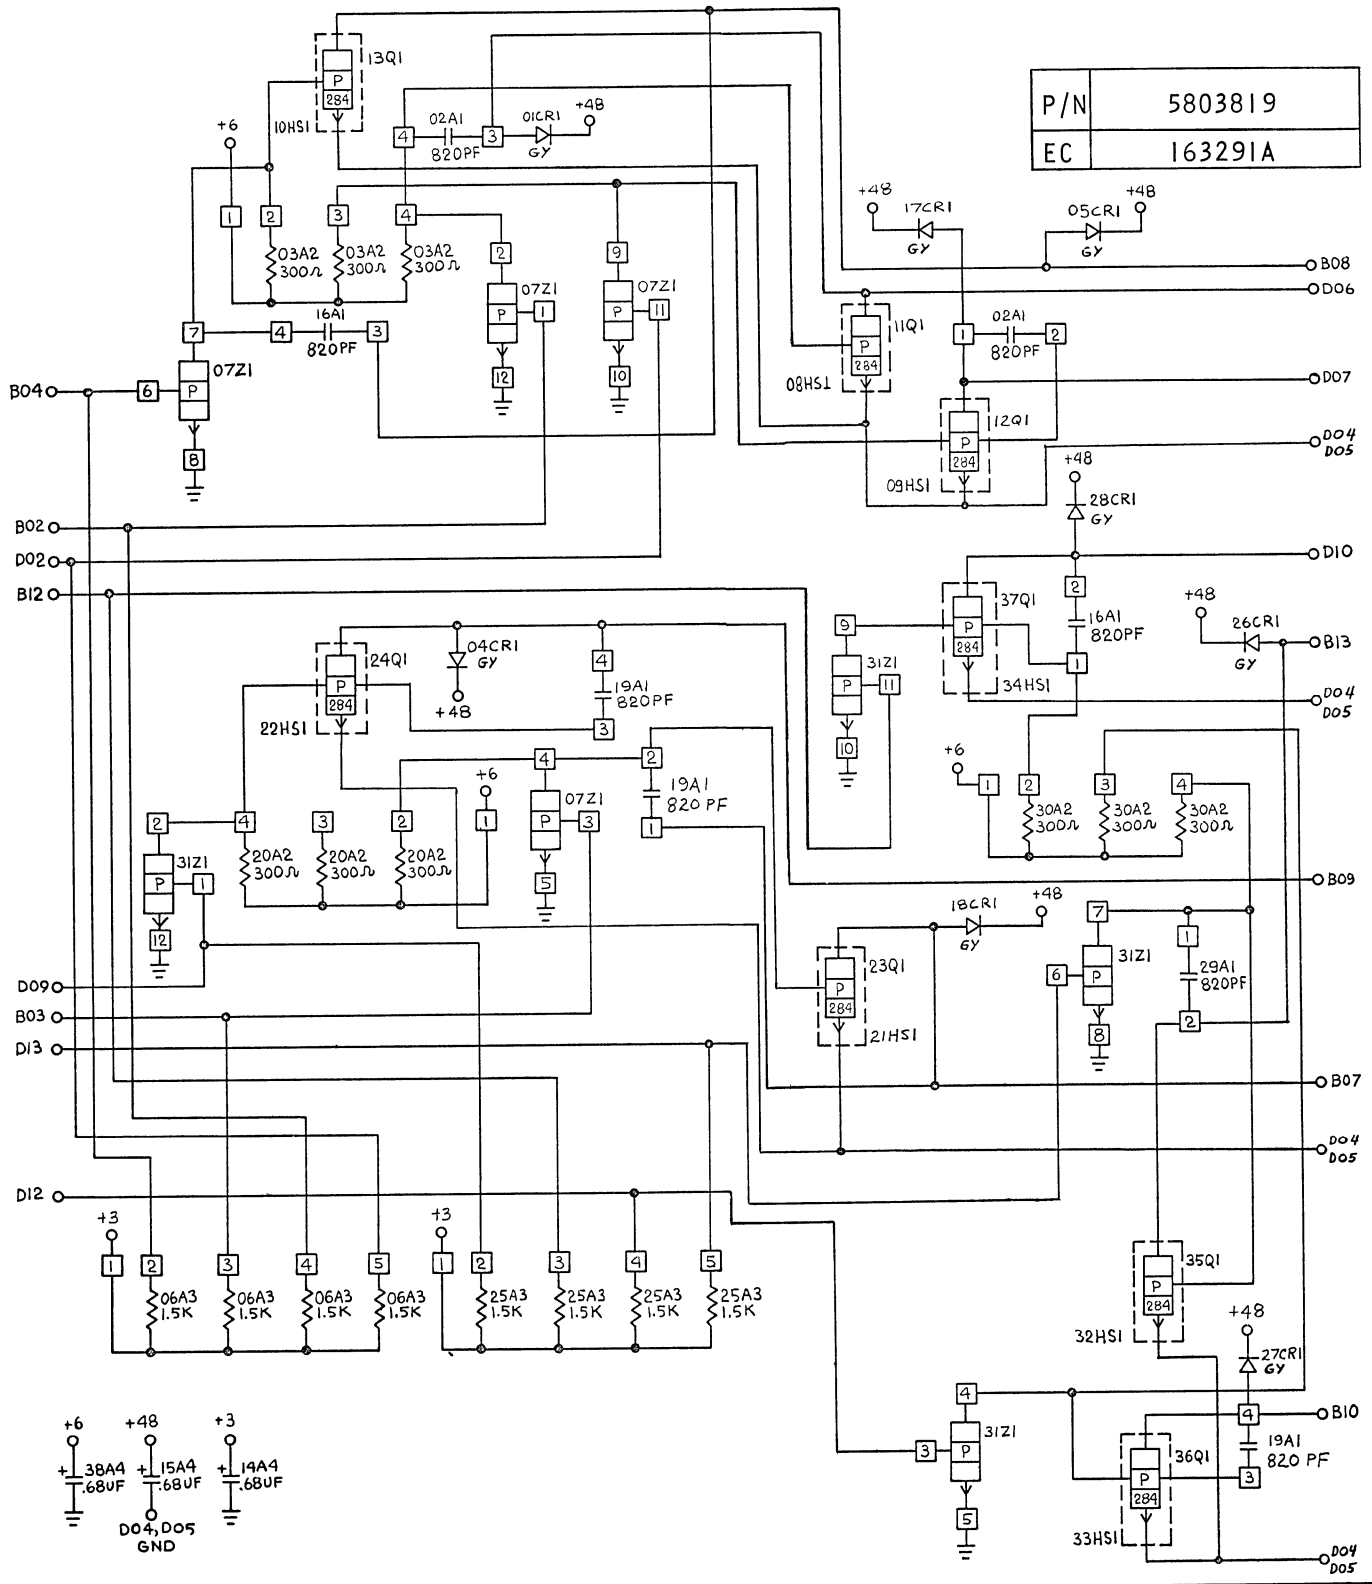 13Q1
P
284
10HS1
+6
4
02A1
820PF
3
01CR1
GY
+48
P/N 5803819
EC 163291A
1
2
3
4
03A2
300Ω
03A2
300Ω
03A2
300Ω
2
9
07Z1
P
1
12
07Z1
P
11
10
+48
17CR1
GY
05CR1
GY
+48
B08
D06
7
4
16A1
820PF
3
07Z1
B04
6
P
8
11Q1
P
284
08HS1
1
02A1
820PF
2
D07
12Q1
P
284
09HS1
D04
D05
+48
28CR1
GY
B02
D02
B12
D10
37Q1
P
284
34HS1
2
16A1
820PF
1
+48
26CR1
GY
B13
D04
D05
9
31Z1
P
11
10
24Q1
P
284
22HS1
04CR1
GY
+48
4
19A1
820PF
3
4
07Z1
P
3
5
2
19A1
820 PF
1
+6
1
2
3
4
30A2
300Ω
30A2
300Ω
30A2
300Ω
2
31Z1
P
1
12
4
3
2
+6
1
20A2
300Ω
20A2
300Ω
20A2
300Ω
B09
18CR1
GY
+48
23Q1
P
284
21HS1
7
31Z1
6
P
8
1
29A1
820PF
2
D09
B03
D13
B07
D04
D05
D12
+3
1
2
3
4
5
06A3
1.5K
06A3
1.5K
06A3
1.5K
06A3
1.5K
+3
1
2
3
4
5
25A3
1.5K
25A3
1.5K
25A3
1.5K
25A3
1.5K
35Q1
P
284
32HS1
+48
27CR1
GY
4
31Z1
3
P
5
4
B10
36Q1
P
284
33HS1
19A1
820 PF
3
D04
D05
+6
+
38A4
.68UF
+48
+
15A4
.68UF
D04, D05
GND
+3
+
14A4
.68UF